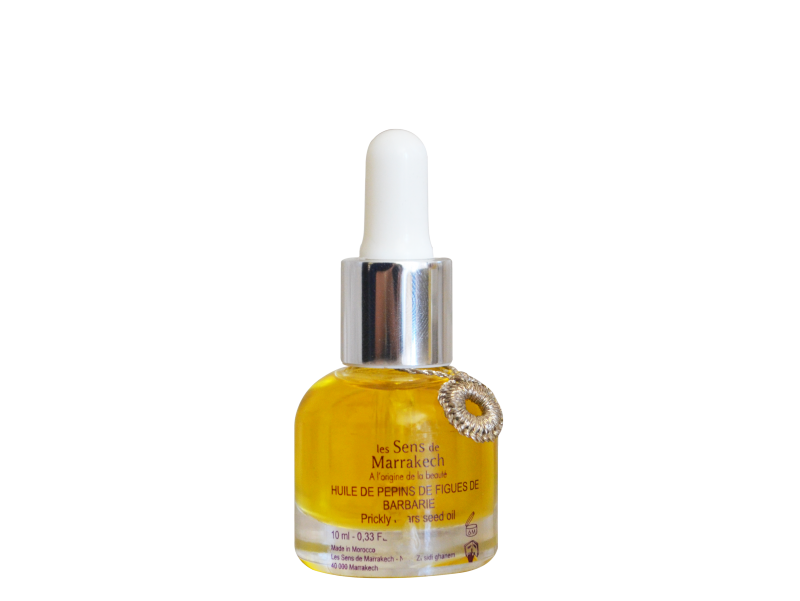 les Sens de
Marrakech
A l'origine de la beauté
HUILE DE PEPINS DE FIGUES DE
BARBARIE
Prickly seed oil
10 ml - 0,33
Made in Morocco
Les Sens de Marrakech - ghanem
40 000 Marrakech